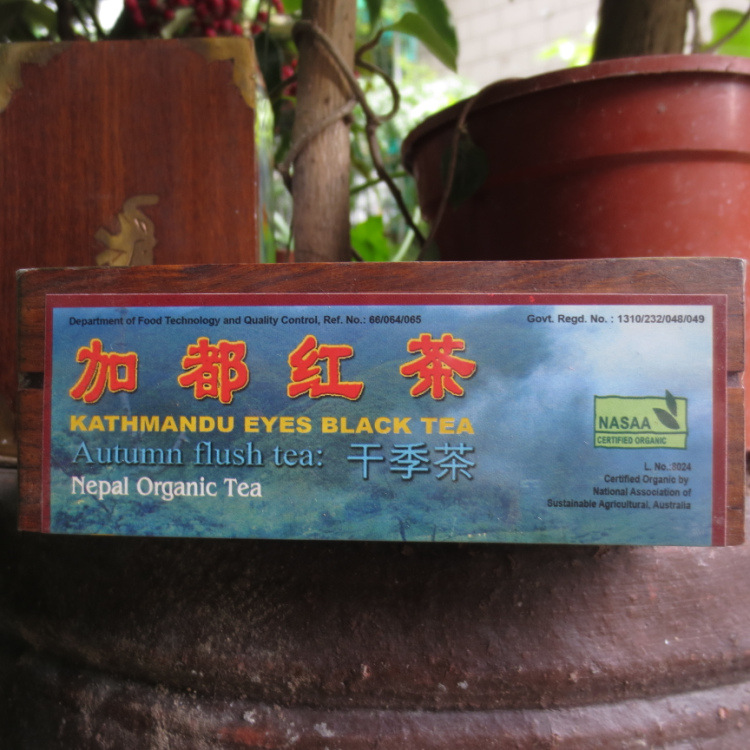 Department of Food Technology and Quality Control, Ref. No.: 66/064/065
Govt. Regd. No. : 1310/232/048/049
加都红茶
KATHMANDU EYES BLACK TEA
Autumn flush tea: 干季茶
Nepal Organic Tea
NASAA
CERTIFIED ORGANIC
L. No.:8024
Certified Organic by
National Association of
Sustainable Agricultural, Australia